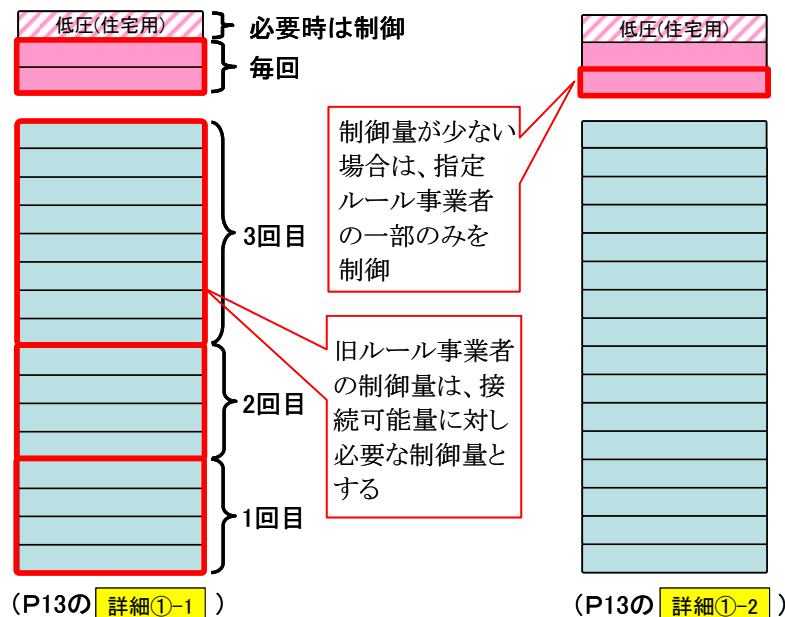 低圧(住宅用)
必要時は制御
毎回
3回目
2回目
1回目
(P13の 詳細①-1 )
制御量が少ない
場合は、指定
ルール事業者
の一部のみを
制御
旧ルール事業者
の制御量は、接
続可能量に対し
必要な制御量と
する
低圧(住宅用)
(P13の 詳細①-2 )